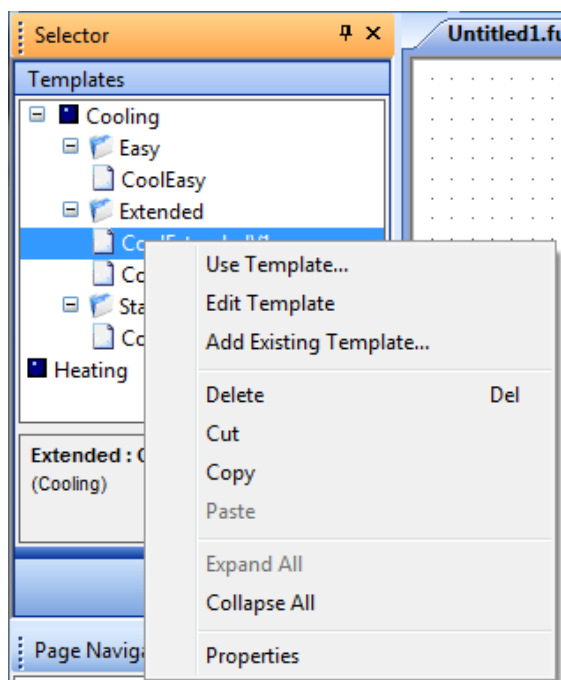 Selector
Untitled1.fu
Templates
Cooling
Easy
CoolEasy
Extended
Use Template...
Edit Template
Add Existing Template...
Heating
Delete Del
Cut
Extended :
(Cooling)
Copy
Paste
Expand All
Collapse All
Page Naviga
Properties